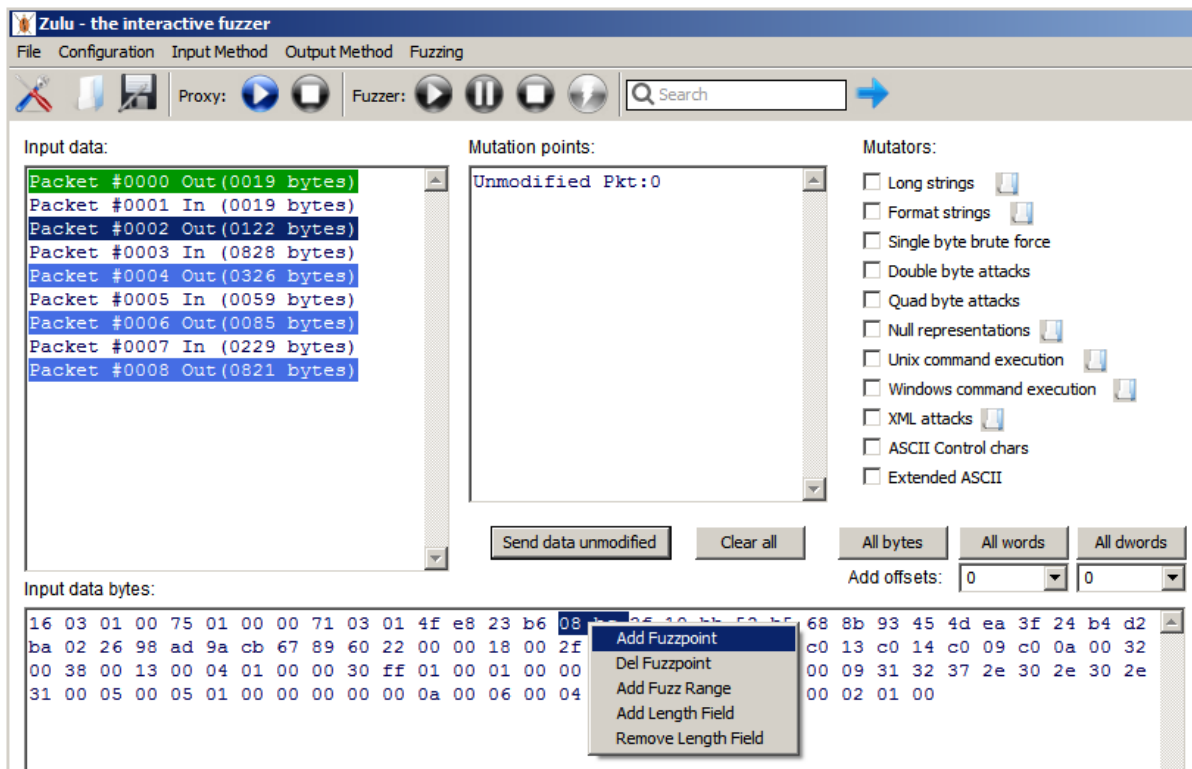 Zulu - the interactive fuzzer
File Configuration Input Method Output Method Fuzzing
Proxy: Fuzzer: Search
Input data:
Packet #0000 Out(0019 bytes)
Packet #0001 In (0019 bytes)
Packet #0002 Out(0122 bytes)
Packet #0003 In (0828 bytes)
Packet #0004 Out(0326 bytes)
Packet #0005 In (0059 bytes)
Packet #0006 Out(0085 bytes)
Packet #0007 In (0229 bytes)
Packet #0008 Out(0821 bytes)
Mutation points:
Unmodified Pkt:0
Mutators:
Long strings
Format strings
Single byte brute force
Double byte attacks
Quad byte attacks
Null representations
Unix command execution
Windows command execution
XML attacks
ASCII Control chars
Extended ASCII
Send data unmodified Clear all All bytes All words All dwords
Add offsets: 0 0
Input data bytes:
16 03 01 00 75 01 00 00 71 03 01 4f e8 23 b6 08 68 8b 93 45 4d ea 3f 24 b4 d2
ba 02 26 98 ad 9a cb 67 89 60 22 00 00 18 00 2f c0 13 c0 14 c0 09 c0 0a 00 32
00 38 00 13 00 04 01 00 00 30 ff 01 00 01 00 00 00 09 31 32 37 2e 30 2e 30 2e
31 00 05 00 05 01 00 00 00 00 00 0a 00 06 00 04 00 02 01 00
Add Fuzzpoint
Del Fuzzpoint
Add Fuzz Range
Add Length Field
Remove Length Field